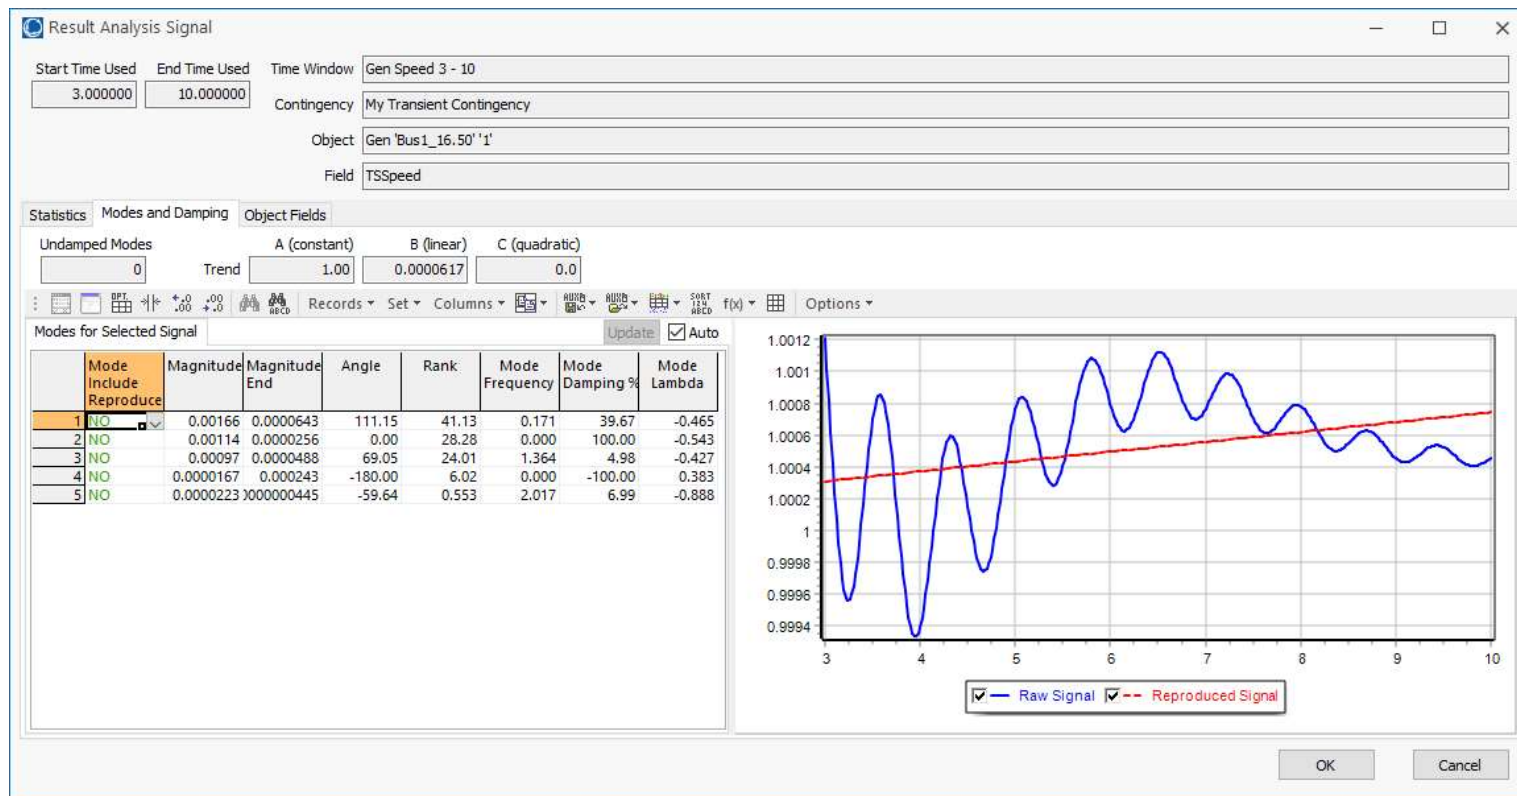 Result Analysis Signal
Start Time Used End Time Used Time Window Gen Speed 3 - 10
3.000000 10.000000
Contingency My Transient Contingency
Object Gen 'Bus1_16.50' '1'
Field TSSpeed
Statistics Modes and Damping Object Fields
Undamped Modes A (constant) B (linear) C (quadratic)
0 Trend 1.00 0.0000617 0.0
Records Set Columns f(x) Options
Modes for Selected Signal Update Auto
Mode Include Reproduce Magnitude Magnitude End Angle Rank Mode Frequency Mode Damping % Mode Lambda
1 NO 0.00166 0.0000643 111.15 41.13 0.171 39.67 -0.465
2 NO 0.00114 0.0000256 0.00 28.28 0.000 100.00 -0.543
3 NO 0.00097 0.0000488 69.05 24.01 1.364 4.98 -0.427
4 NO 0.0000167 0.000243 -180.00 6.02 0.000 -100.00 0.383
5 NO 0.0000223 0000000445 -59.64 0.553 2.017 6.99 -0.888
1.0012
1.001
1.0008
1.0006
1.0004
1.0002
1
0.9998
0.9996
0.9994
3 4 5 6 7 8 9 10
Raw Signal Reproduced Signal
OK Cancel